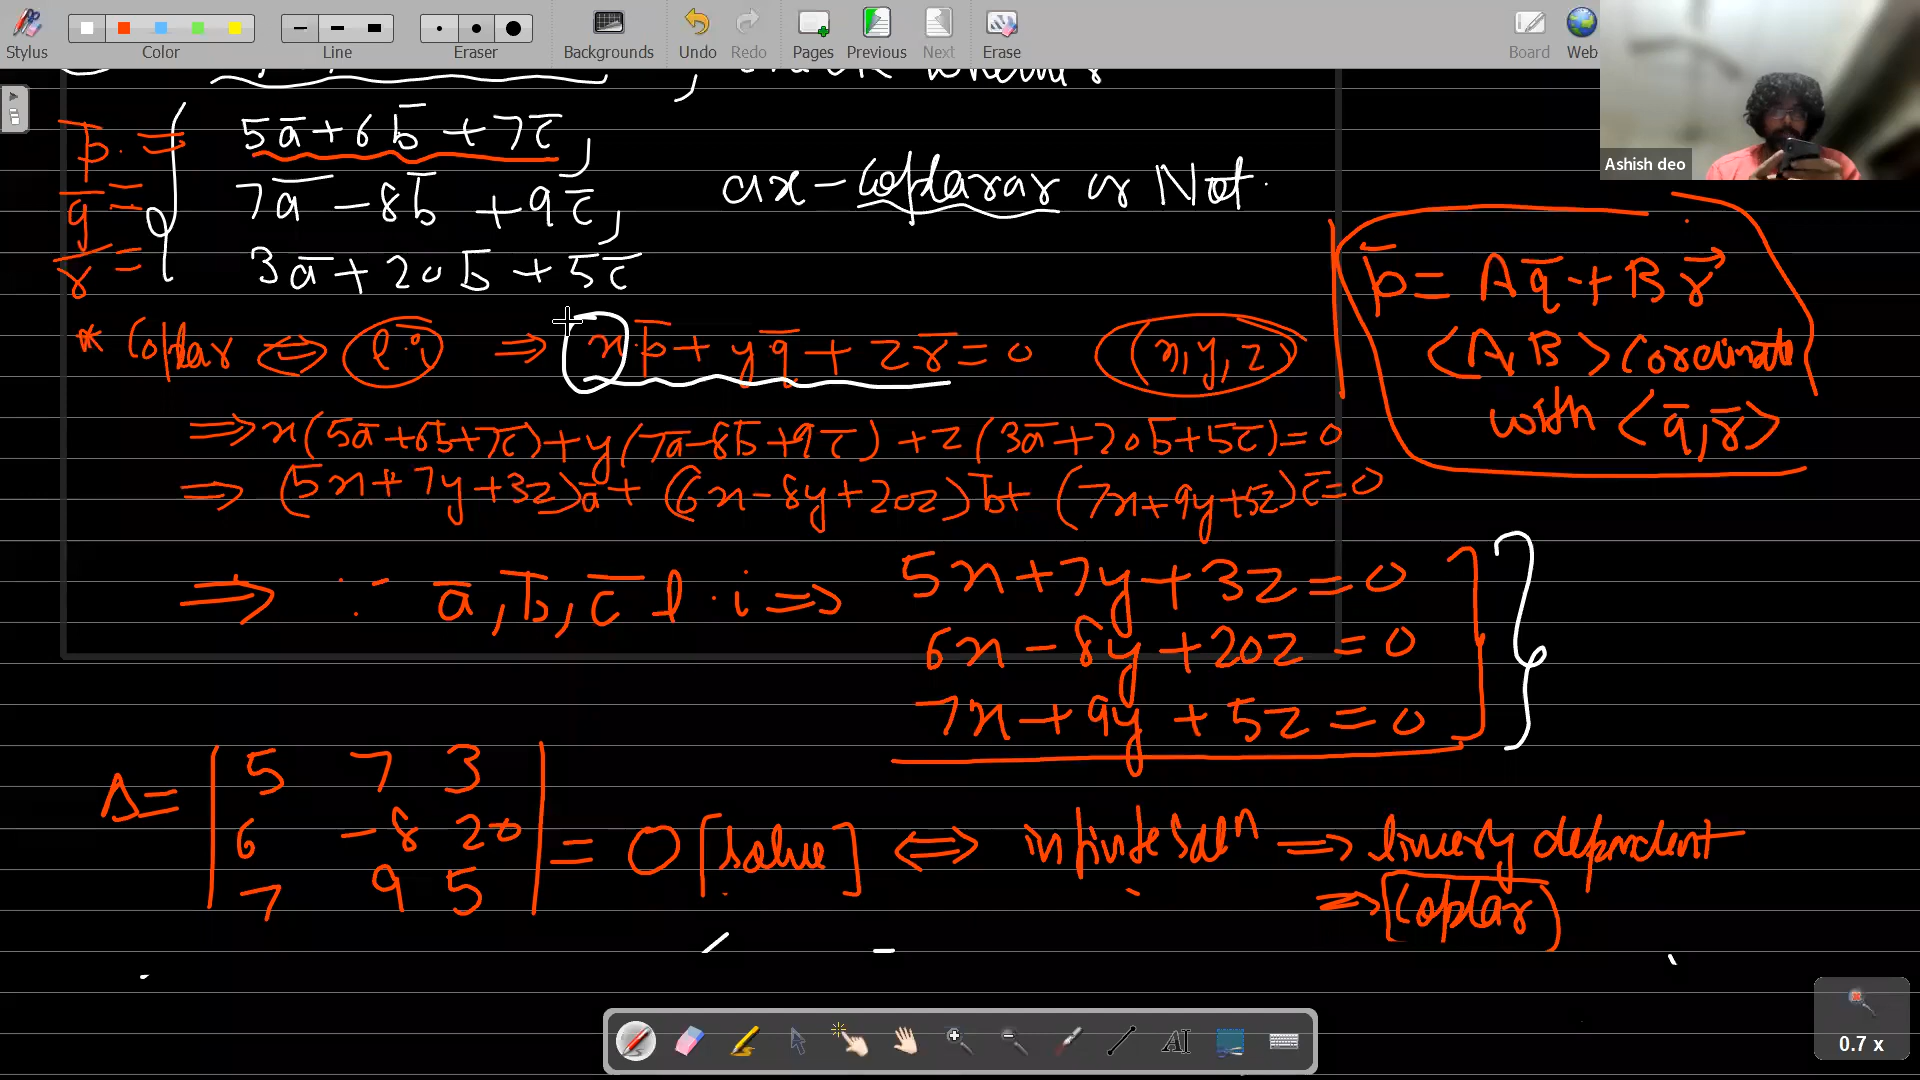 Stylus Color Line Eraser Backgrounds Undo Redo Pages Previous Next Erase Board Web
Ashish deo
p̄ = 5ā + 6b̄ + 7c̄,
q̄ = 7ā − 8b̄ + 9c̄,
r̄ = 3ā + 20b̄ + 5c̄
are – Coplanar or Not.
p̄ = Aq̄ + B r⃗
<A, B> Cordinate
with <q̄, r̄>
* Coplar ⇔ l.i ⇒ x.p̄ + yq̄ + zr̄ = 0 (x, y, z)
⇒ x(5ā+6b̄+7c̄) + y(7ā−8b̄+9c̄) + z(3ā+20b̄+5c̄) = 0
⇒ (5x+7y+3z)ā + (6x−8y+20z)b̄ + (7x+9y+5z)c̄ = 0
⇒ ∵ ā, b̄, c̄ l.i ⇒ 5x + 7y + 3z = 0
6x − 8y + 20z = 0
7x + 9y + 5z = 0
Δ = | 5 7 3 |
| 6 −8 20 | = 0 [solve] ⇔ infinite solⁿ ⇒ linerly dependent
| 7 9 5 |
⇒ [Coplar]
0.7 x